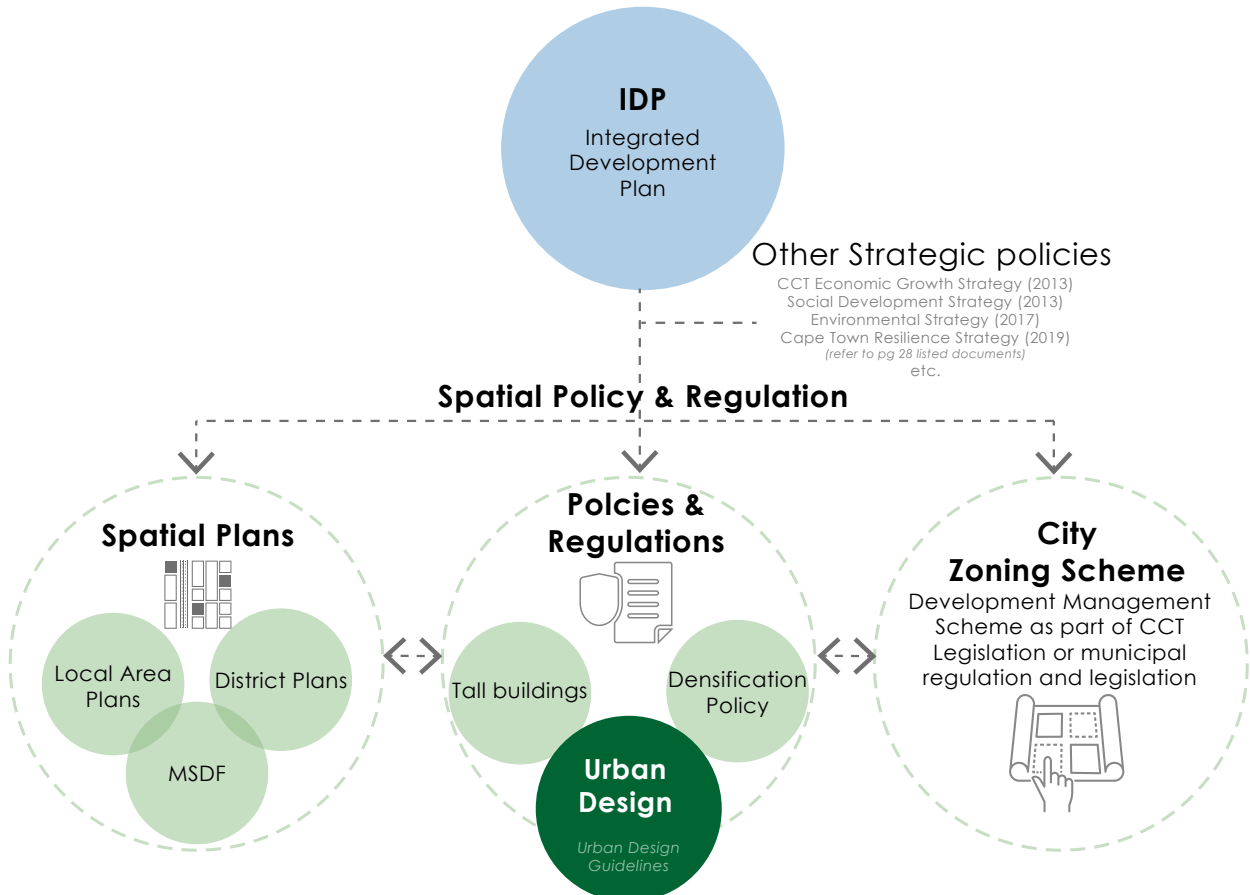 IDP
Integrated
Development
Plan
Other Strategic policies
CCT Economic Growth Strategy (2013)
Social Development Strategy (2013)
Environmental Strategy (2017)
Cape Town Resilience Strategy (2019)
(refer to pg 28 listed documents)
etc.
Spatial Policy & Regulation
Spatial Plans
Local Area
Plans
District Plans
MSDF
Polcies &
Regulations
Tall buildings
Densification
Policy
Urban
Design
Urban Design
Guidelines
City
Zoning Scheme
Development Management
Scheme as part of CCT
Legislation or municipal
regulation and legislation